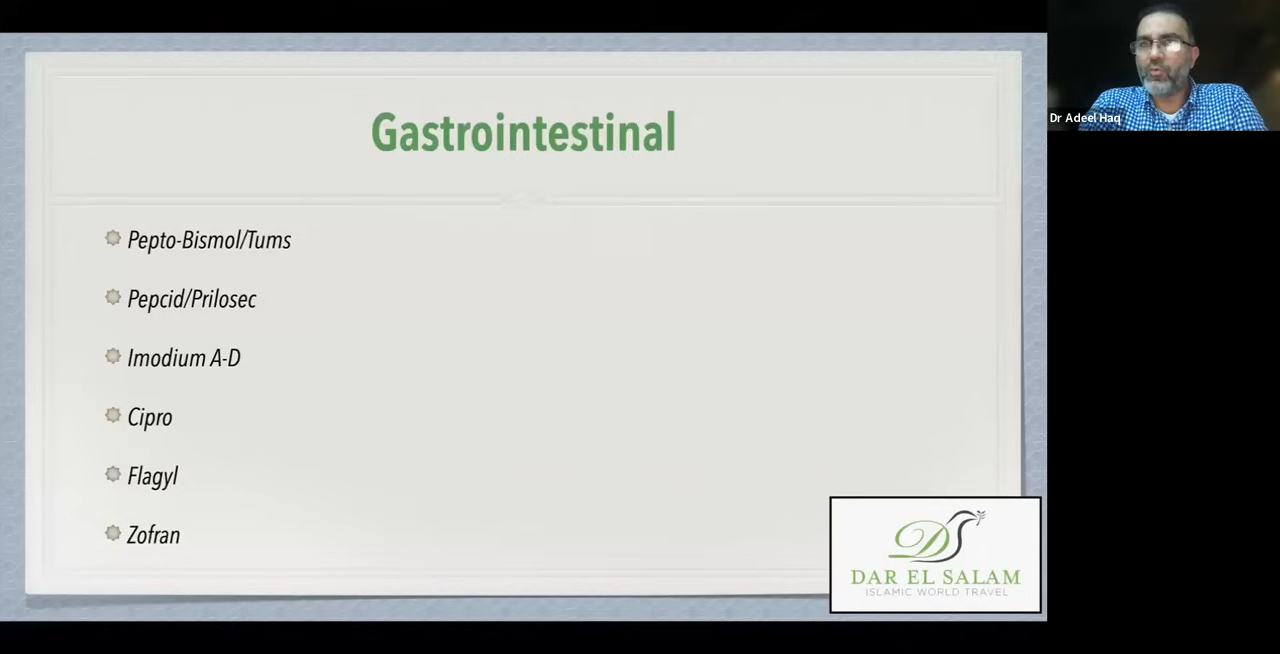 Gastrointestinal
Pepto-Bismol/Tums
Pepcid/Prilosec
Imodium A-D
Cipro
Flagyl
Zofran
DS
DAR EL SALAM
ISLAMIC WORLD TRAVEL
Dr Adeel Haq